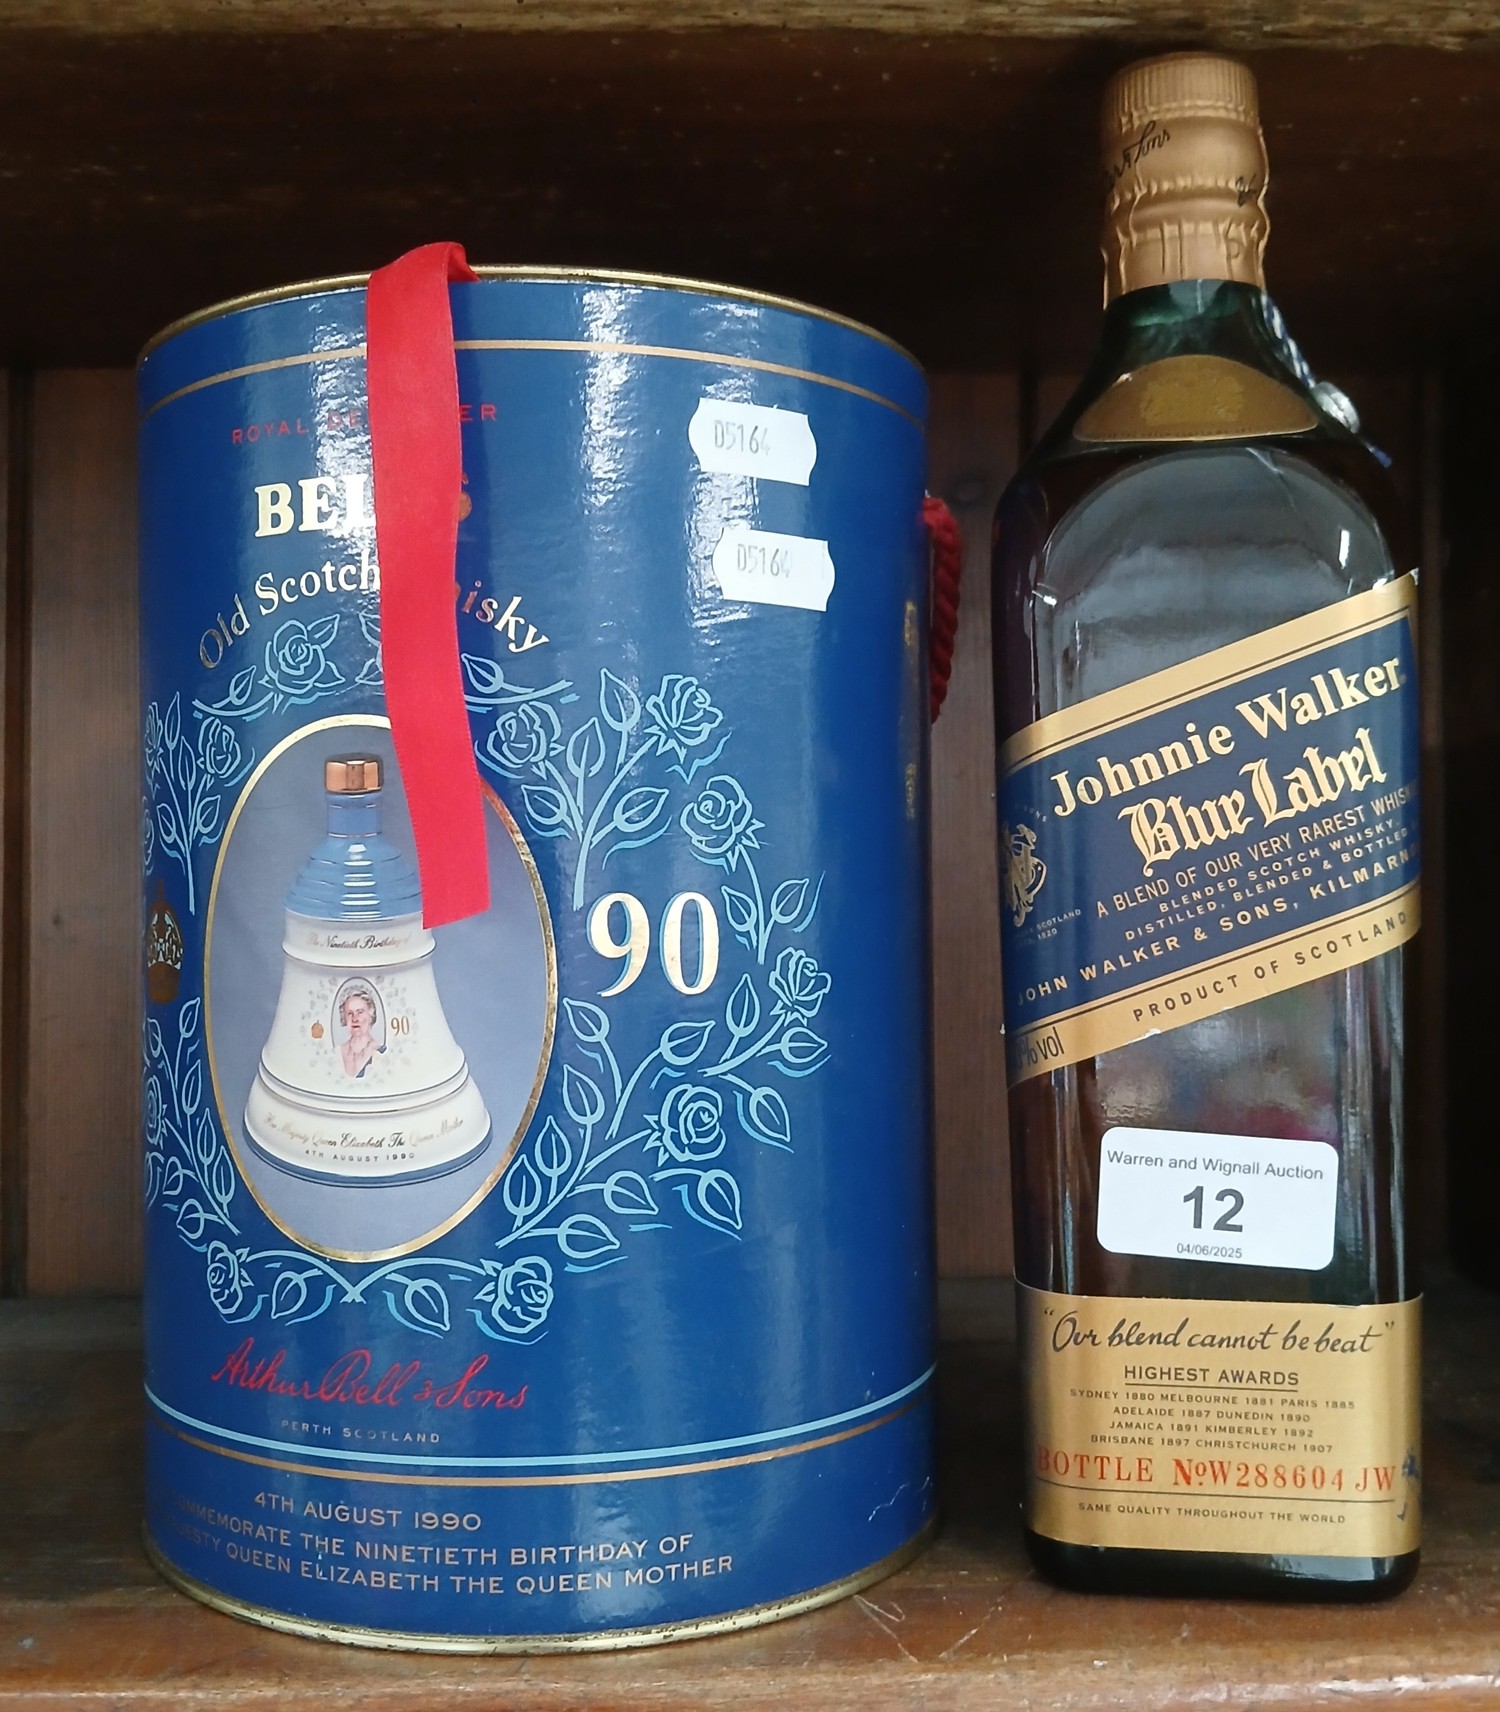 ROYAL
BEL
Old Scotch
D5164
D5164
The Ninetieth Birthday of
90
Her Majesty Queen Elizabeth The Queen Mother
4TH AUGUST 1990
90
Arthur Bell & Sons
PERTH SCOTLAND
4TH AUGUST 1990
COMMEMORATE THE NINETIETH BIRTHDAY OF
QUEEN ELIZABETH THE QUEEN MOTHER
Johnnie Walker.
Blue Label
A BLEND OF OUR VERY RAREST
BLENDED SCOTCH WHISKY.
DISTILLED, BLENDED & BOTTLED
JOHN WALKER & SONS,
PRODUCT OF SCOTLAND
% vol
Warren and Wignall Auction
12
04/06/2025
"Our blend cannot be beat"
HIGHEST AWARDS
SYDNEY 1880 MELBOURNE 1881 PARIS 1885
ADELAIDE 1887 DUNEDIN 1890
JAMAICA 1891 KIMBERLEY 1892
BRISBANE 1897 CHRISTCHURCH 1907
BOTTLE NoW288604 JW
SAME QUALITY THROUGHOUT THE WORLD